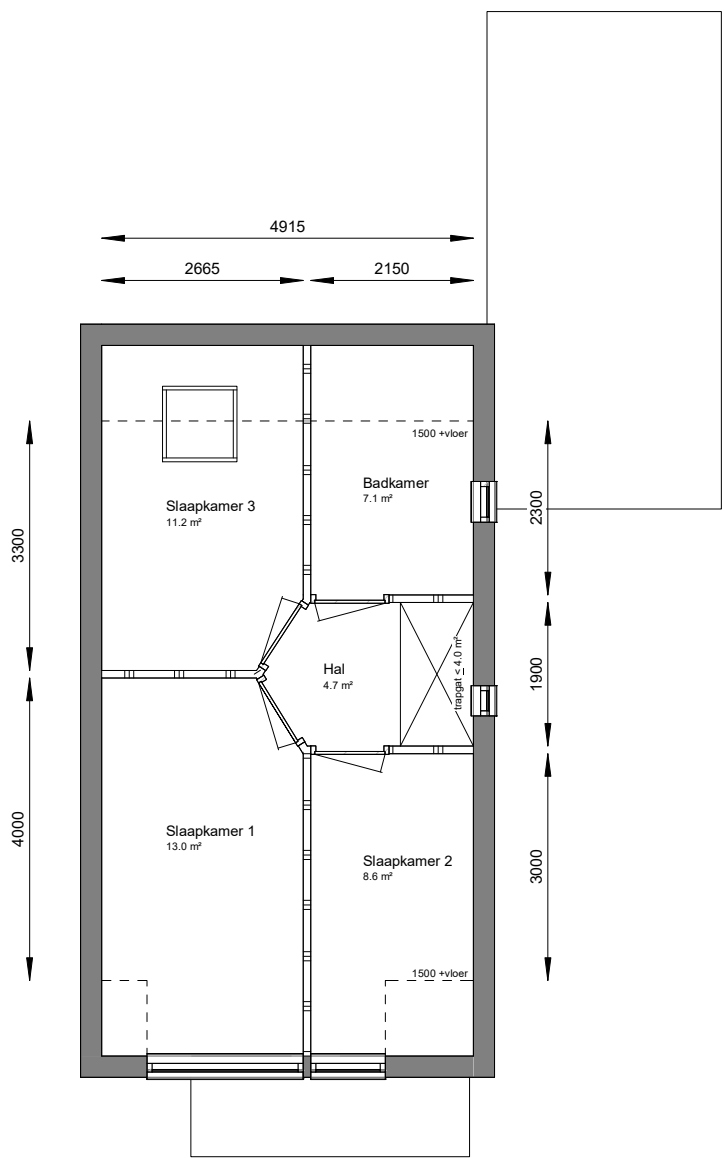 4915
2665
2150
1500 +vloer
Badkamer
7.1 m²
Slaapkamer 3
11.2 m²
2300
3300
Hal
4.7 m²
trapgat < 4.0 m²
1900
4000
Slaapkamer 1
13.0 m²
Slaapkamer 2
8.6 m²
3000
1500 +vloer